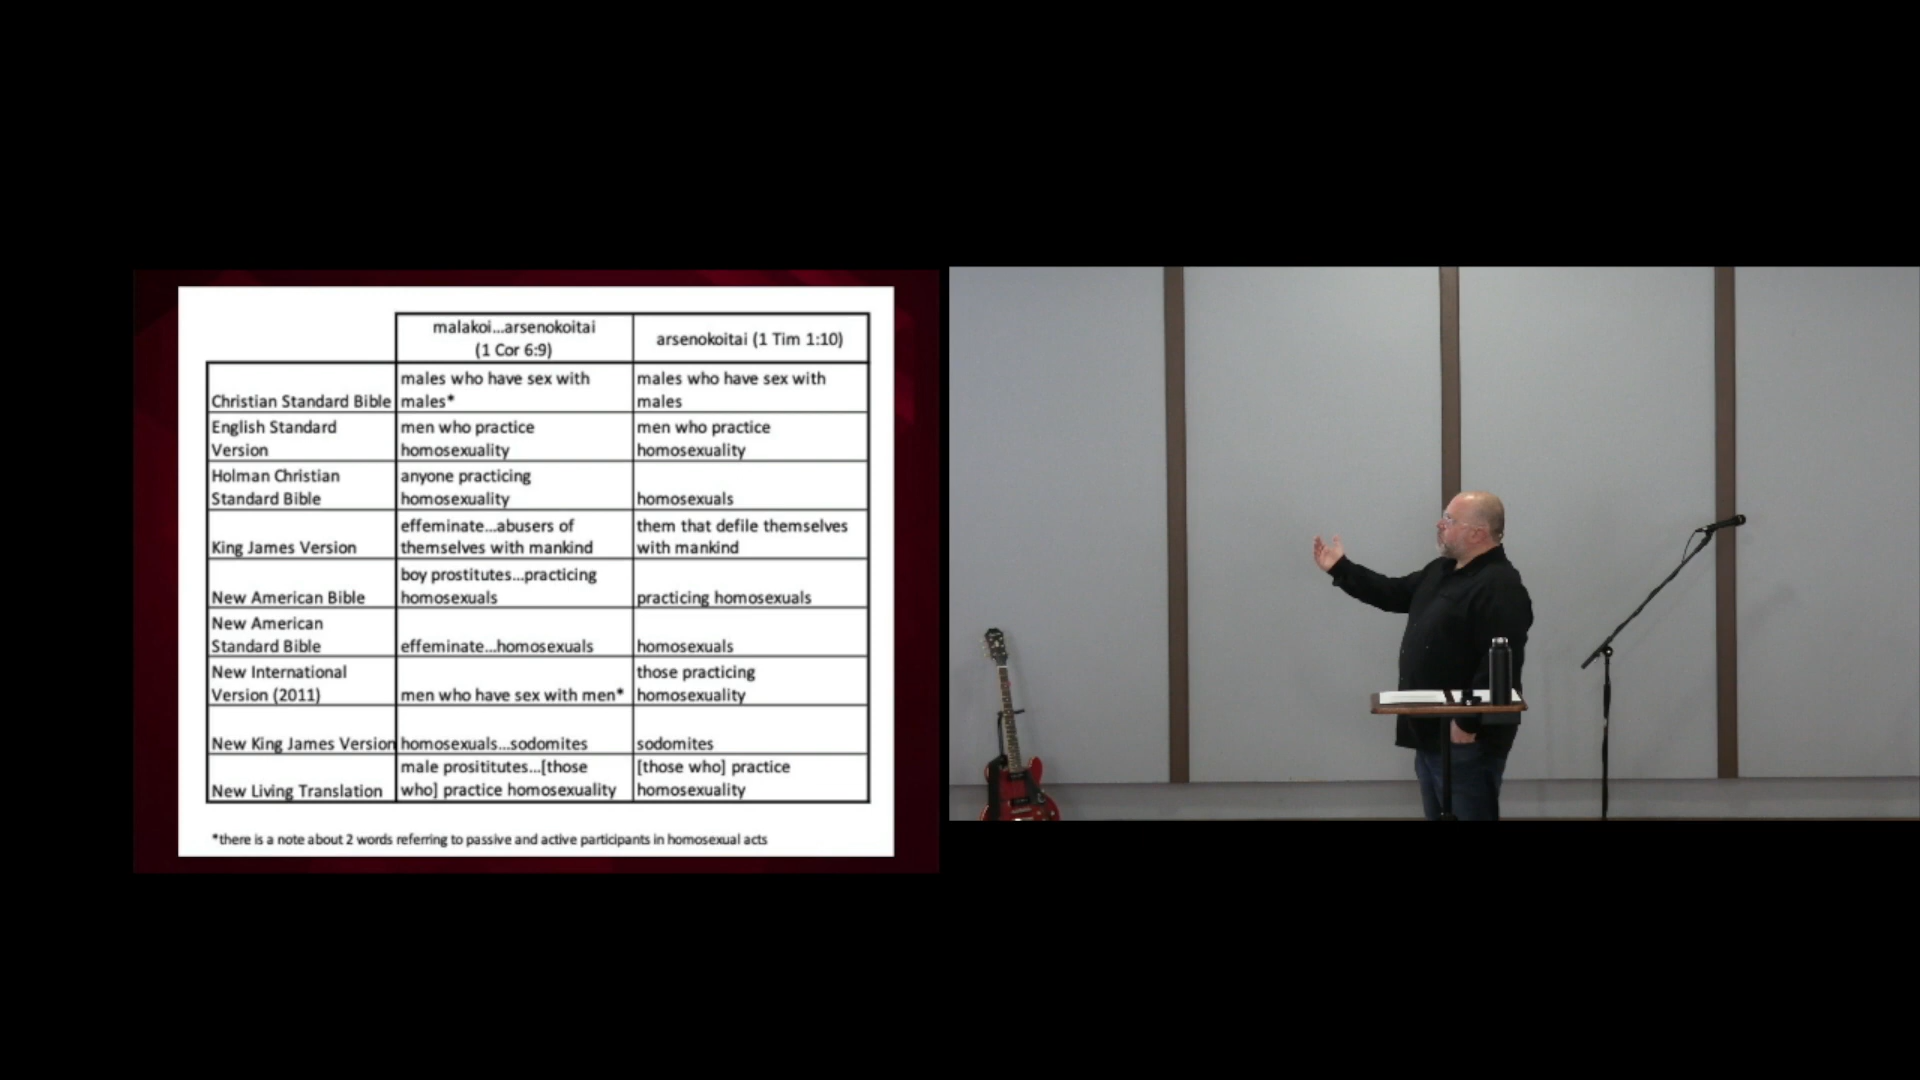 malakoi...arsenokoitai
(1 Cor 6:9)
arsenokoitai (1 Tim 1:10)
Christian Standard Bible
males who have sex with
males*
males who have sex with
males
English Standard
Version
men who practice
homosexuality
men who practice
homosexuality
Holman Christian
Standard Bible
anyone practicing
homosexuality
homosexuals
King James Version
effeminate...abusers of
themselves with mankind
them that defile themselves
with mankind
New American Bible
boy prostitutes...practicing
homosexuals
practicing homosexuals
New American
Standard Bible
effeminate...homosexuals
homosexuals
New International
Version (2011)
men who have sex with men*
those practicing
homosexuality
New King James Version
homosexuals...sodomites
sodomites
New Living Translation
male prosititutes...[those
who] practice homosexuality
[those who] practice
homosexuality
*there is a note about 2 words referring to passive and active participants in homosexual acts